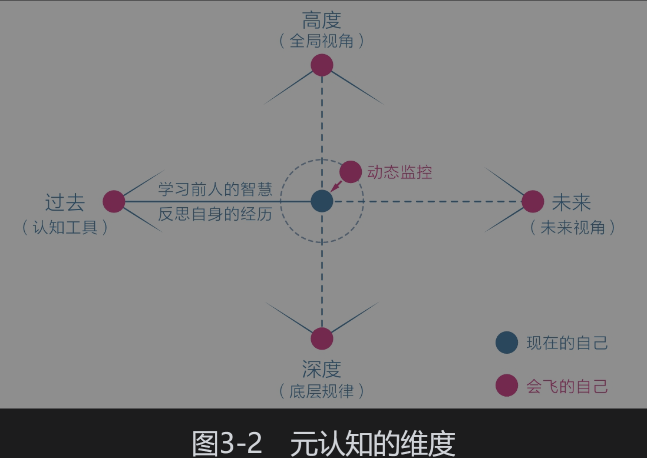 高度
（全局视角）
动态监控
学习前人的智慧
过去
未来
反思自身的经历
（认知工具）
（未来视角）
现在的自己
深度
（底层规律）
会飞的自己
图3-2 元认知的维度